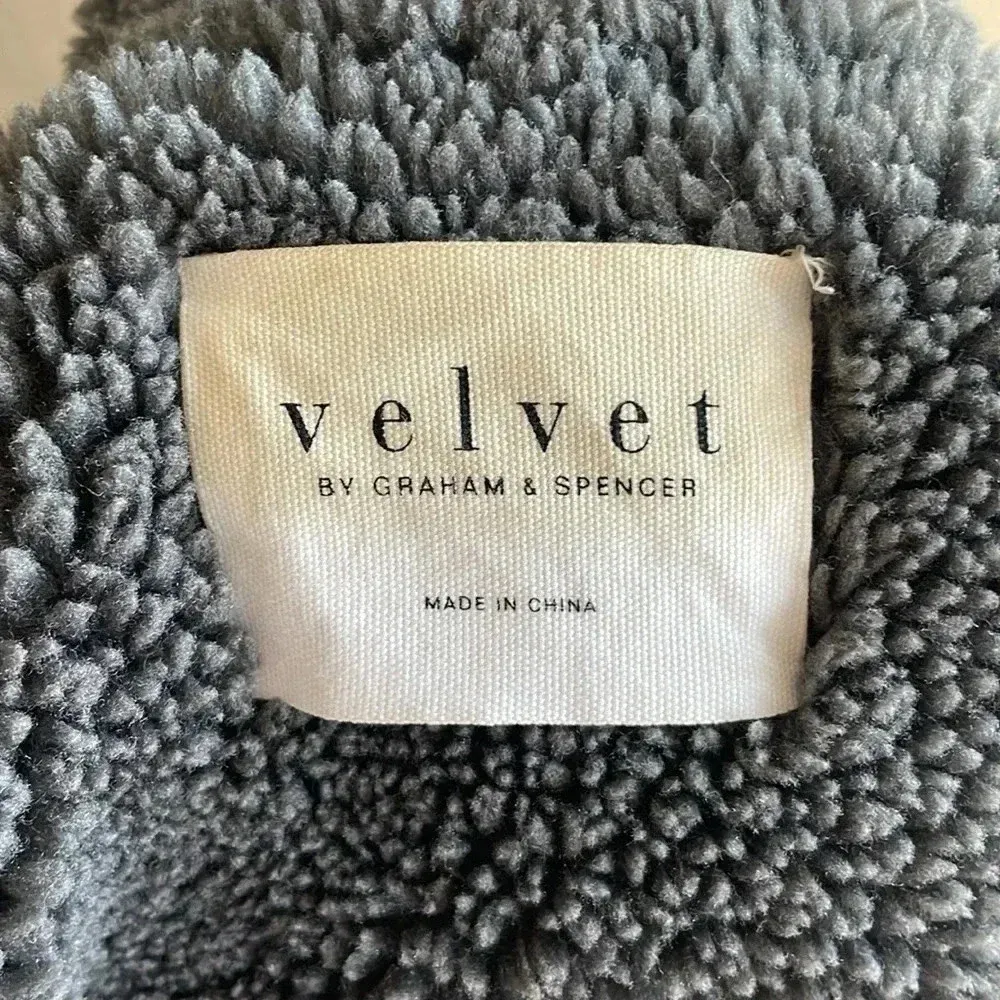 velvet
BY GRAHAM & SPENCER
MADE IN CHINA